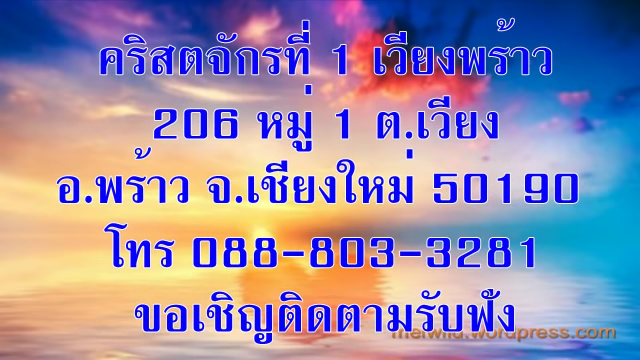 คริสตจักรที่ 1 เวียงพร้าว
206 หมู่ 1 ต.เวียง
อ.พร้าว จ.เชียงใหม่ 50190
โทร 088-803-3281
ขอเชิญติดตามรับฟัง
meiwila.wordpress.com